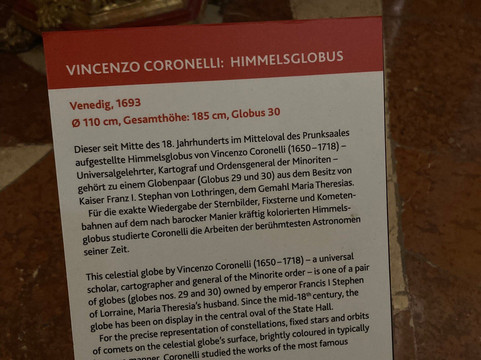 VINCENZO CORONELLI: HIMMELSGLOBUS
Venedig, 1693
Ø 110 cm, Gesamthöhe: 185 cm, Globus 30
Dieser seit Mitte des 18. Jahrhunderts im Mitteloval des Prunksaales
aufgestellte Himmelsglobus von Vincenzo Coronelli (1650 – 1718) –
Universalgelehrter, Kartograf und Ordensgeneral der Minoriten –
gehört zu einem Globenpaar (Globus 29 und 30) aus dem Besitz von
Kaiser Franz I. Stephan von Lothringen, dem Gemahl Maria Theresias.
Für die exakte Wiedergabe der Sternbilder, Fixsterne und Kometen-
bahnen auf dem nach barocker Manier kräftig kolorierten Himmels-
globus studierte Coronelli die Arbeiten der berühmtesten Astronomen
seiner Zeit.
This celestial globe by Vincenzo Coronelli (1650 – 1718) – a universal
scholar, cartographer and general of the Minorite order – is one of a pair
of globes (globes nos. 29 and 30) owned by emperor Francis I Stephen
of Lorraine, Maria Theresia's husband. Since the mid-18th century, the
globe has been on display in the central oval of the State Hall.
For the precise representation of constellations, fixed stars and orbits
of comets on the celestial globe's surface, brightly coloured in typically
manner, Coronelli studied the works of the most famous